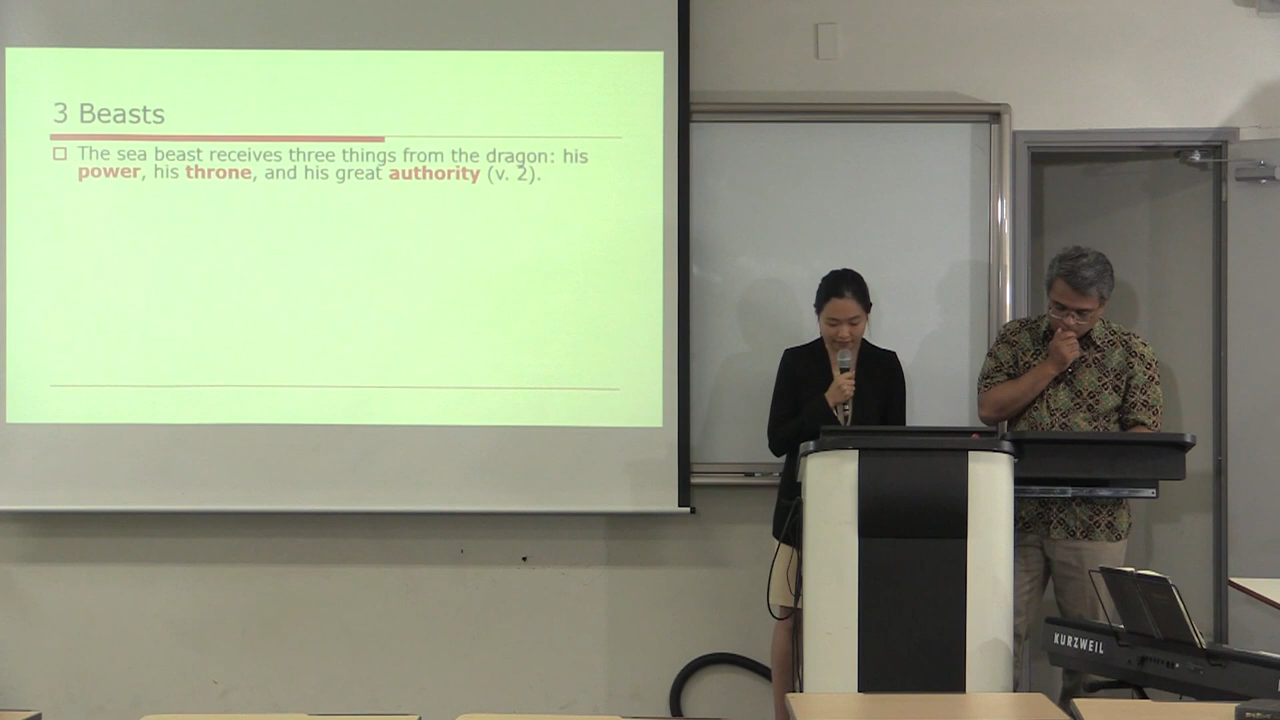 3 Beasts
The sea beast receives three things from the dragon: his
power, his throne, and his great authority (v. 2).
KURZWEIL